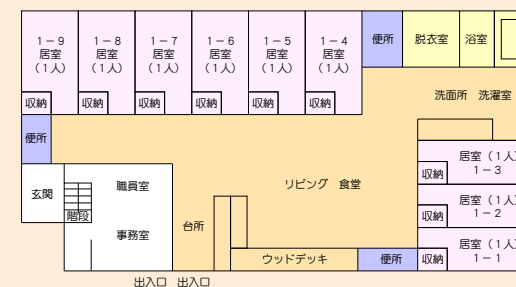 1－9
居室
（1人）
1－8
居室
（1人）
1－7
居室
（1人）
1－6
居室
（1人）
1－5
居室
（1人）
1－4
居室
（1人）
便所
脱衣室
浴室
収納
収納
収納
収納
収納
収納
洗面所　洗濯室
便所
居室（1人）
1－3
収納
玄関
職員室
階段
リビング　食堂
居室（1人）
1－2
収納
台所
事務室
居室（1人）
1－1
収納
ウッドデッキ
便所
出入口　出入口